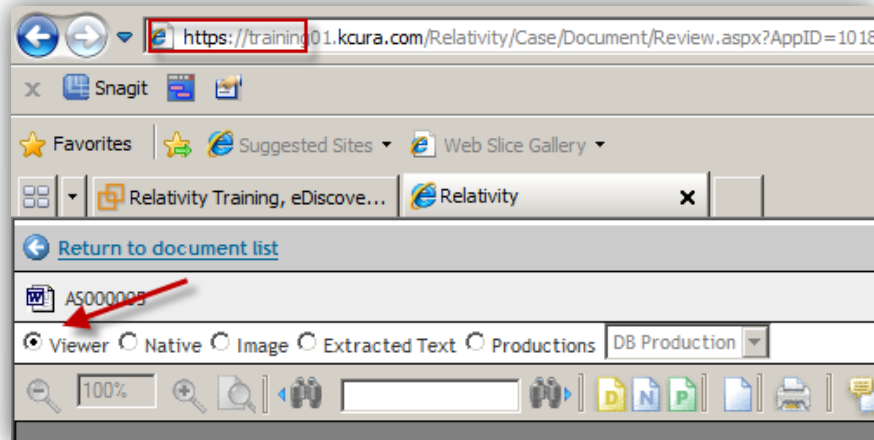 https://training01.kcura.com/Relativity/Case/Document/Review.aspx?AppID=1018
x Snagit
Favorites Suggested Sites Web Slice Gallery
Relativity Training, eDiscove... Relativity x
Return to document list
AS000005
Viewer Native Image Extracted Text Productions DB Production
100% D N P